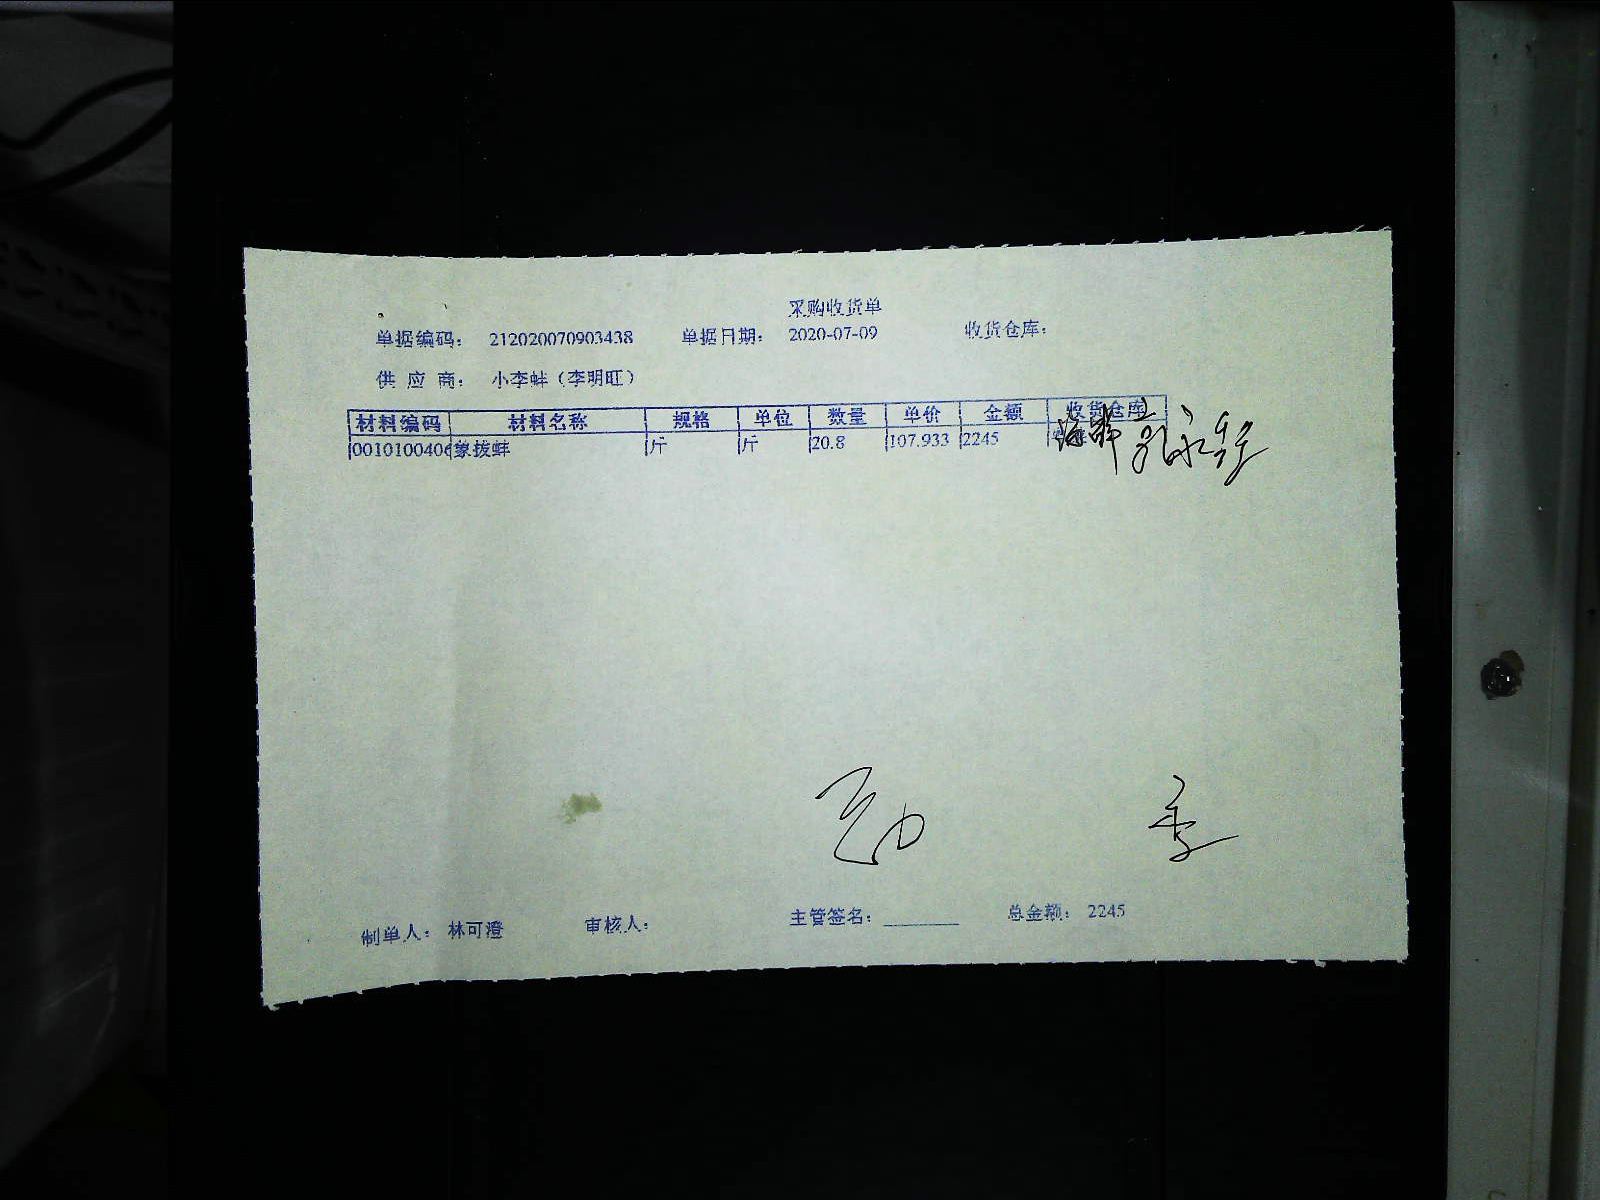 采购收货单
单据编码: 212020070903438 单据日期: 2020-07-09 收货仓库:
供应商: 小李蚌(李明旺)
材料编码 材料名称 规格 单位 数量 单价 金额 收货仓库
0010100406 象拔蚌 斤 斤 20.8 107.933 2245
制单人: 林可澄 审核人: 主管签名: 总金额: 2245